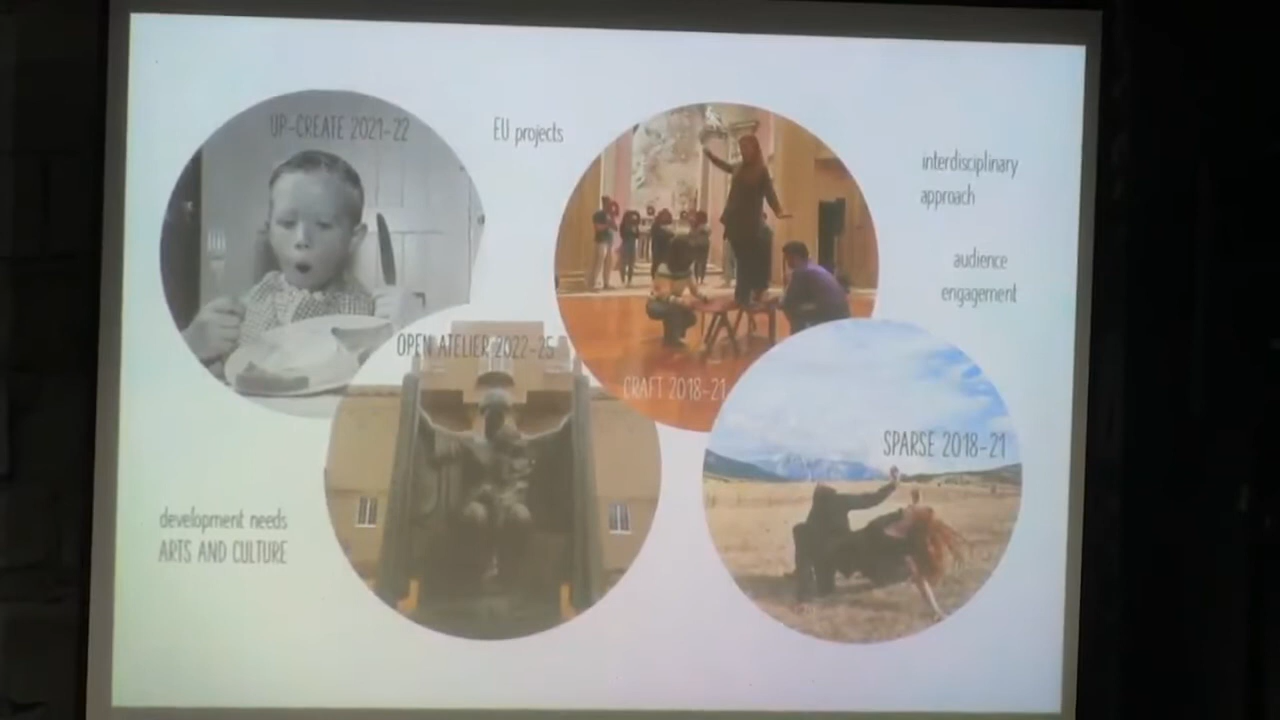 UP-CREATE 2021-22
EU projects
interdisciplinary
approach
audience
engagement
OPEN ATELIER 2022-25
CRAFT 2018-21
SPARSE 2018-21
development needs
ARTS AND CULTURE